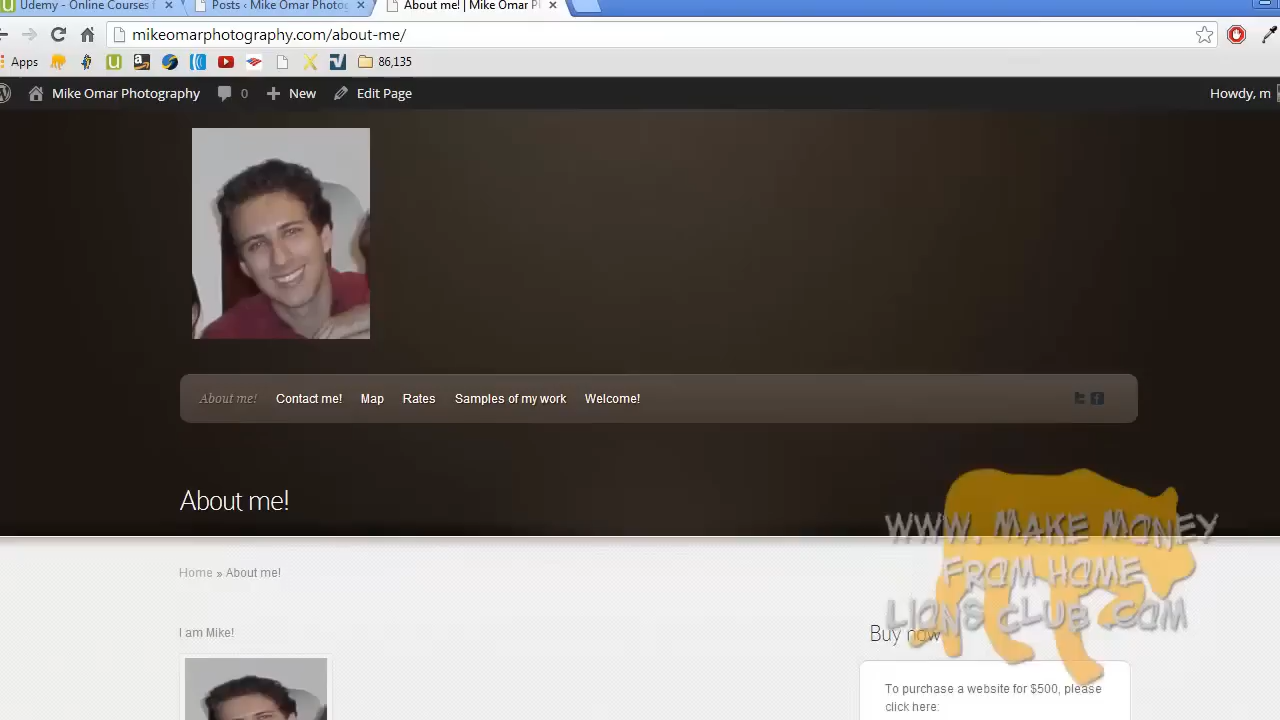 Udemy - Online Courses
Posts ‹ Mike Omar Photog
About me! | Mike Omar P
mikeomarphotography.com/about-me/
Apps
86,135
Mike Omar Photography
0
New
Edit Page
Howdy, m
About me!
Contact me!
Map
Rates
Samples of my work
Welcome!
About me!
WWW. MAKE MONEY
FROM HOME
LIONS CLUB .COM
Home » About me!
I am Mike!
Buy now
To purchase a website for $500, please
click here: